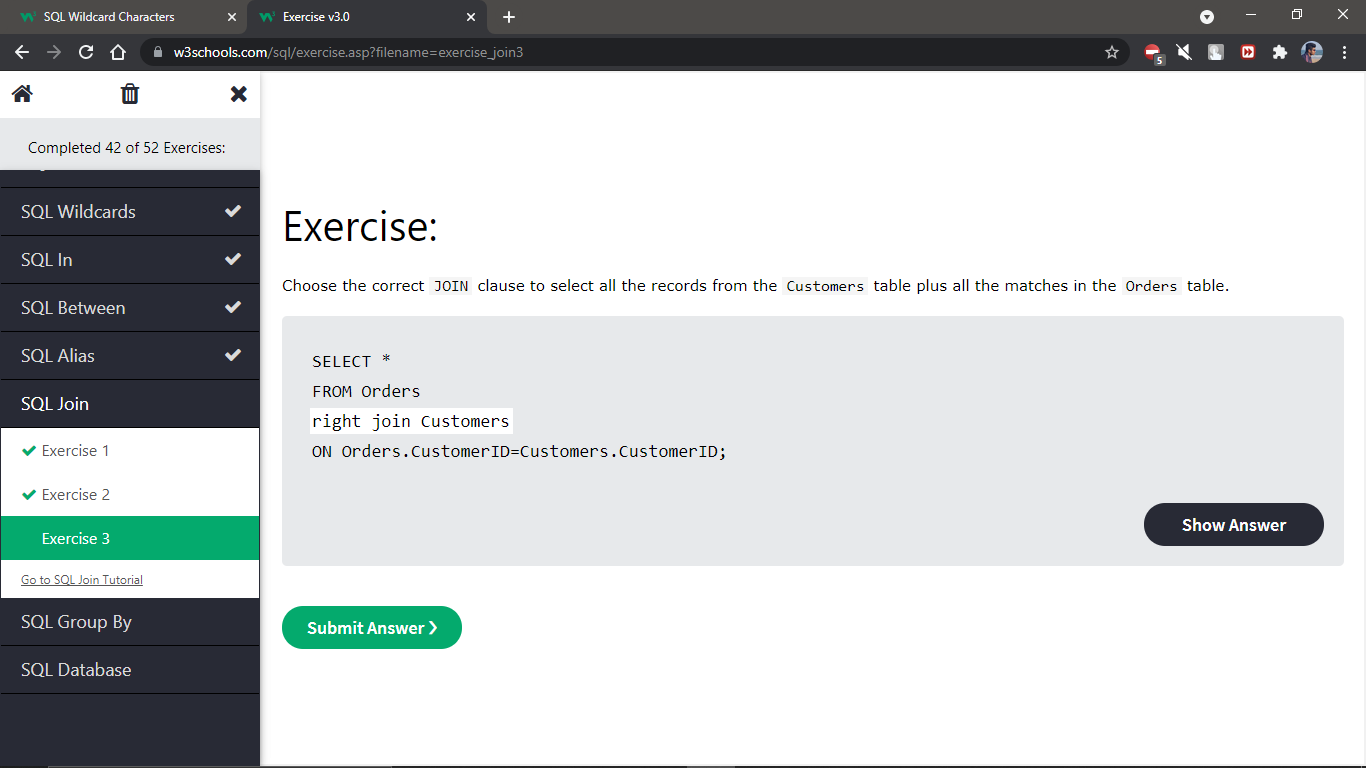 SQL Wildcard Characters
Exercise v3.0
w3schools.com/sql/exercise.asp?filename=exercise_join3
5
Completed 42 of 52 Exercises:
SQL Wildcards
SQL In
SQL Between
SQL Alias
SQL Join
Exercise 1
Exercise 2
Exercise 3
Go to SQL Join Tutorial
SQL Group By
SQL Database
Exercise:
Choose the correct JOIN clause to select all the records from the Customers table plus all the matches in the Orders table.
SELECT *
FROM Orders
right join Customers
ON Orders.CustomerID=Customers.CustomerID;
Show Answer
Submit Answer ❯